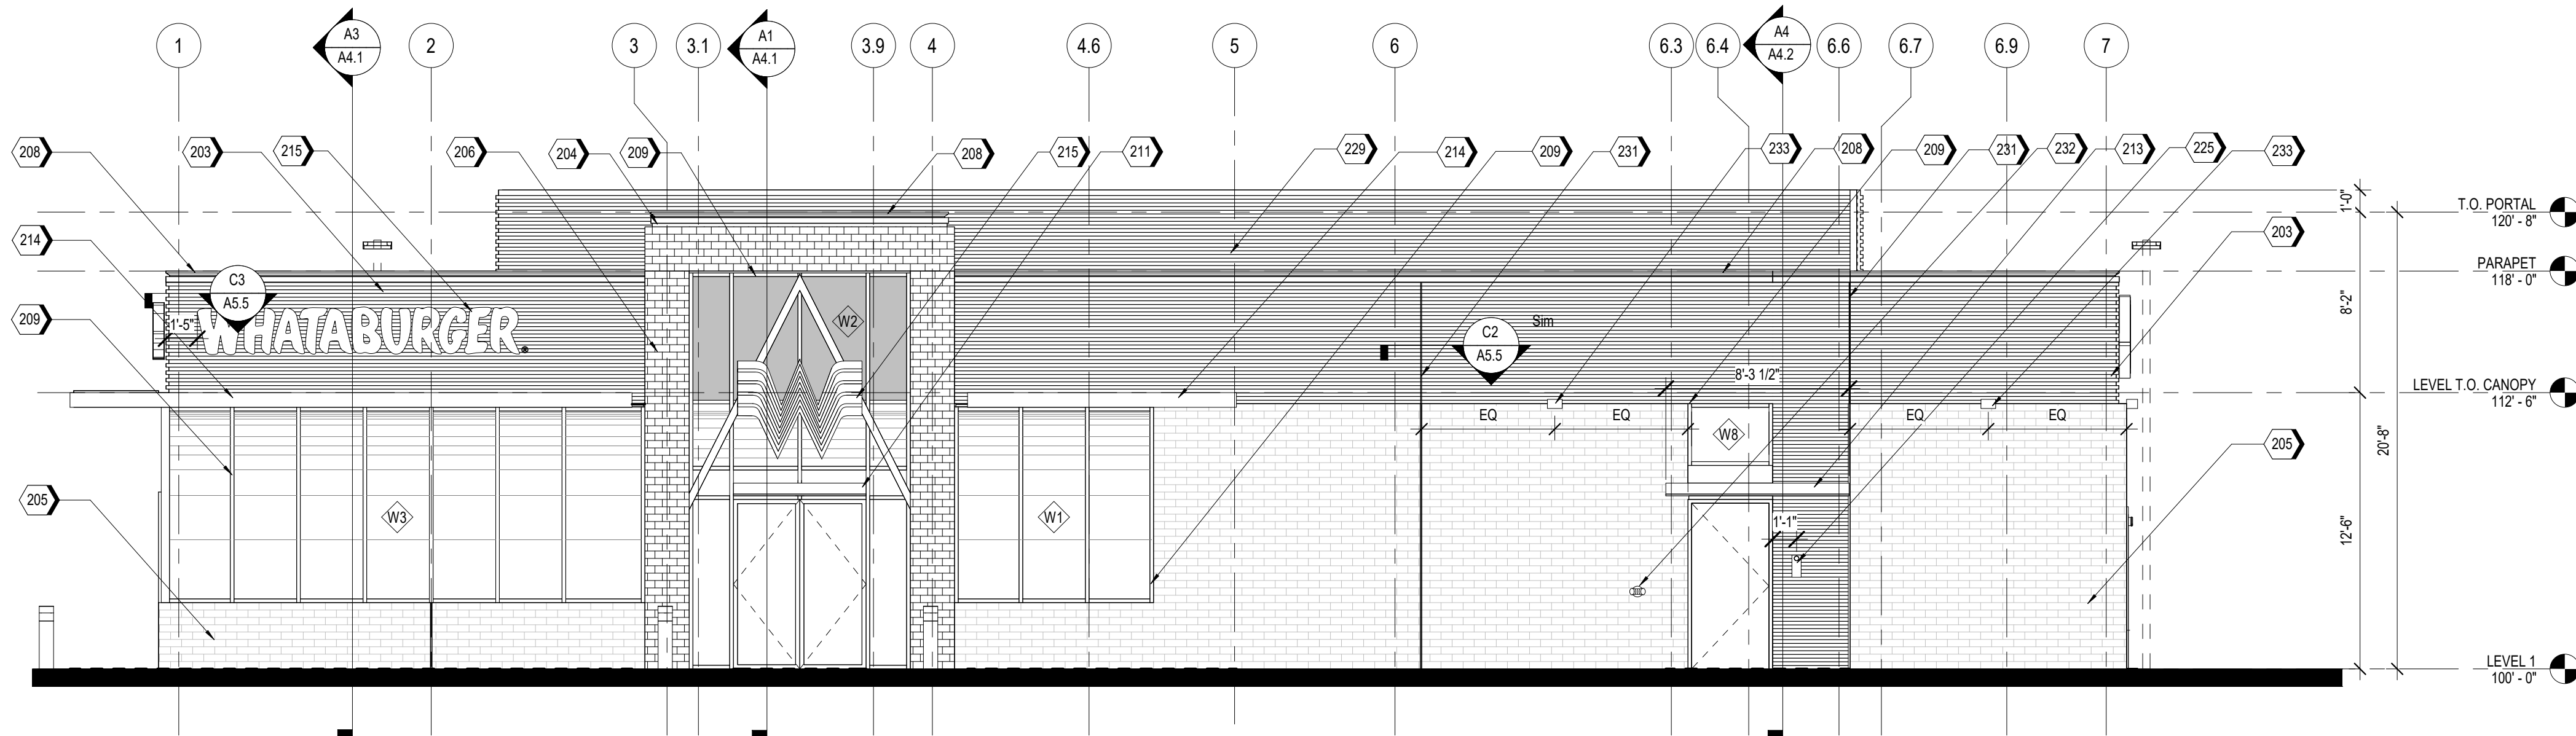 1
A3
A4.1
2
3
3.1
A1
A4.1
3.9
4
4.6
5
6
6.3
6.4
A4
A4.2
6.6
6.7
6.9
7
208
203
215
206
204
209
208
215
211
229
214
209
231
233
208
209
231
232
213
225
233
1'-0"
T.O. PORTAL
120' - 8"
203
214
PARAPET
118' - 0"
C3
A5.5
8'-2"
209
1'-5"
WHATABURGER®
W2
Sim
C2
A5.5
8'-3 1/2"
LEVEL T.O. CANOPY
112' - 6"
EQ
EQ
EQ
EQ
W8
20'-8"
205
205
W3
W1
1'-1"
12'-6"
LEVEL 1
100' - 0"